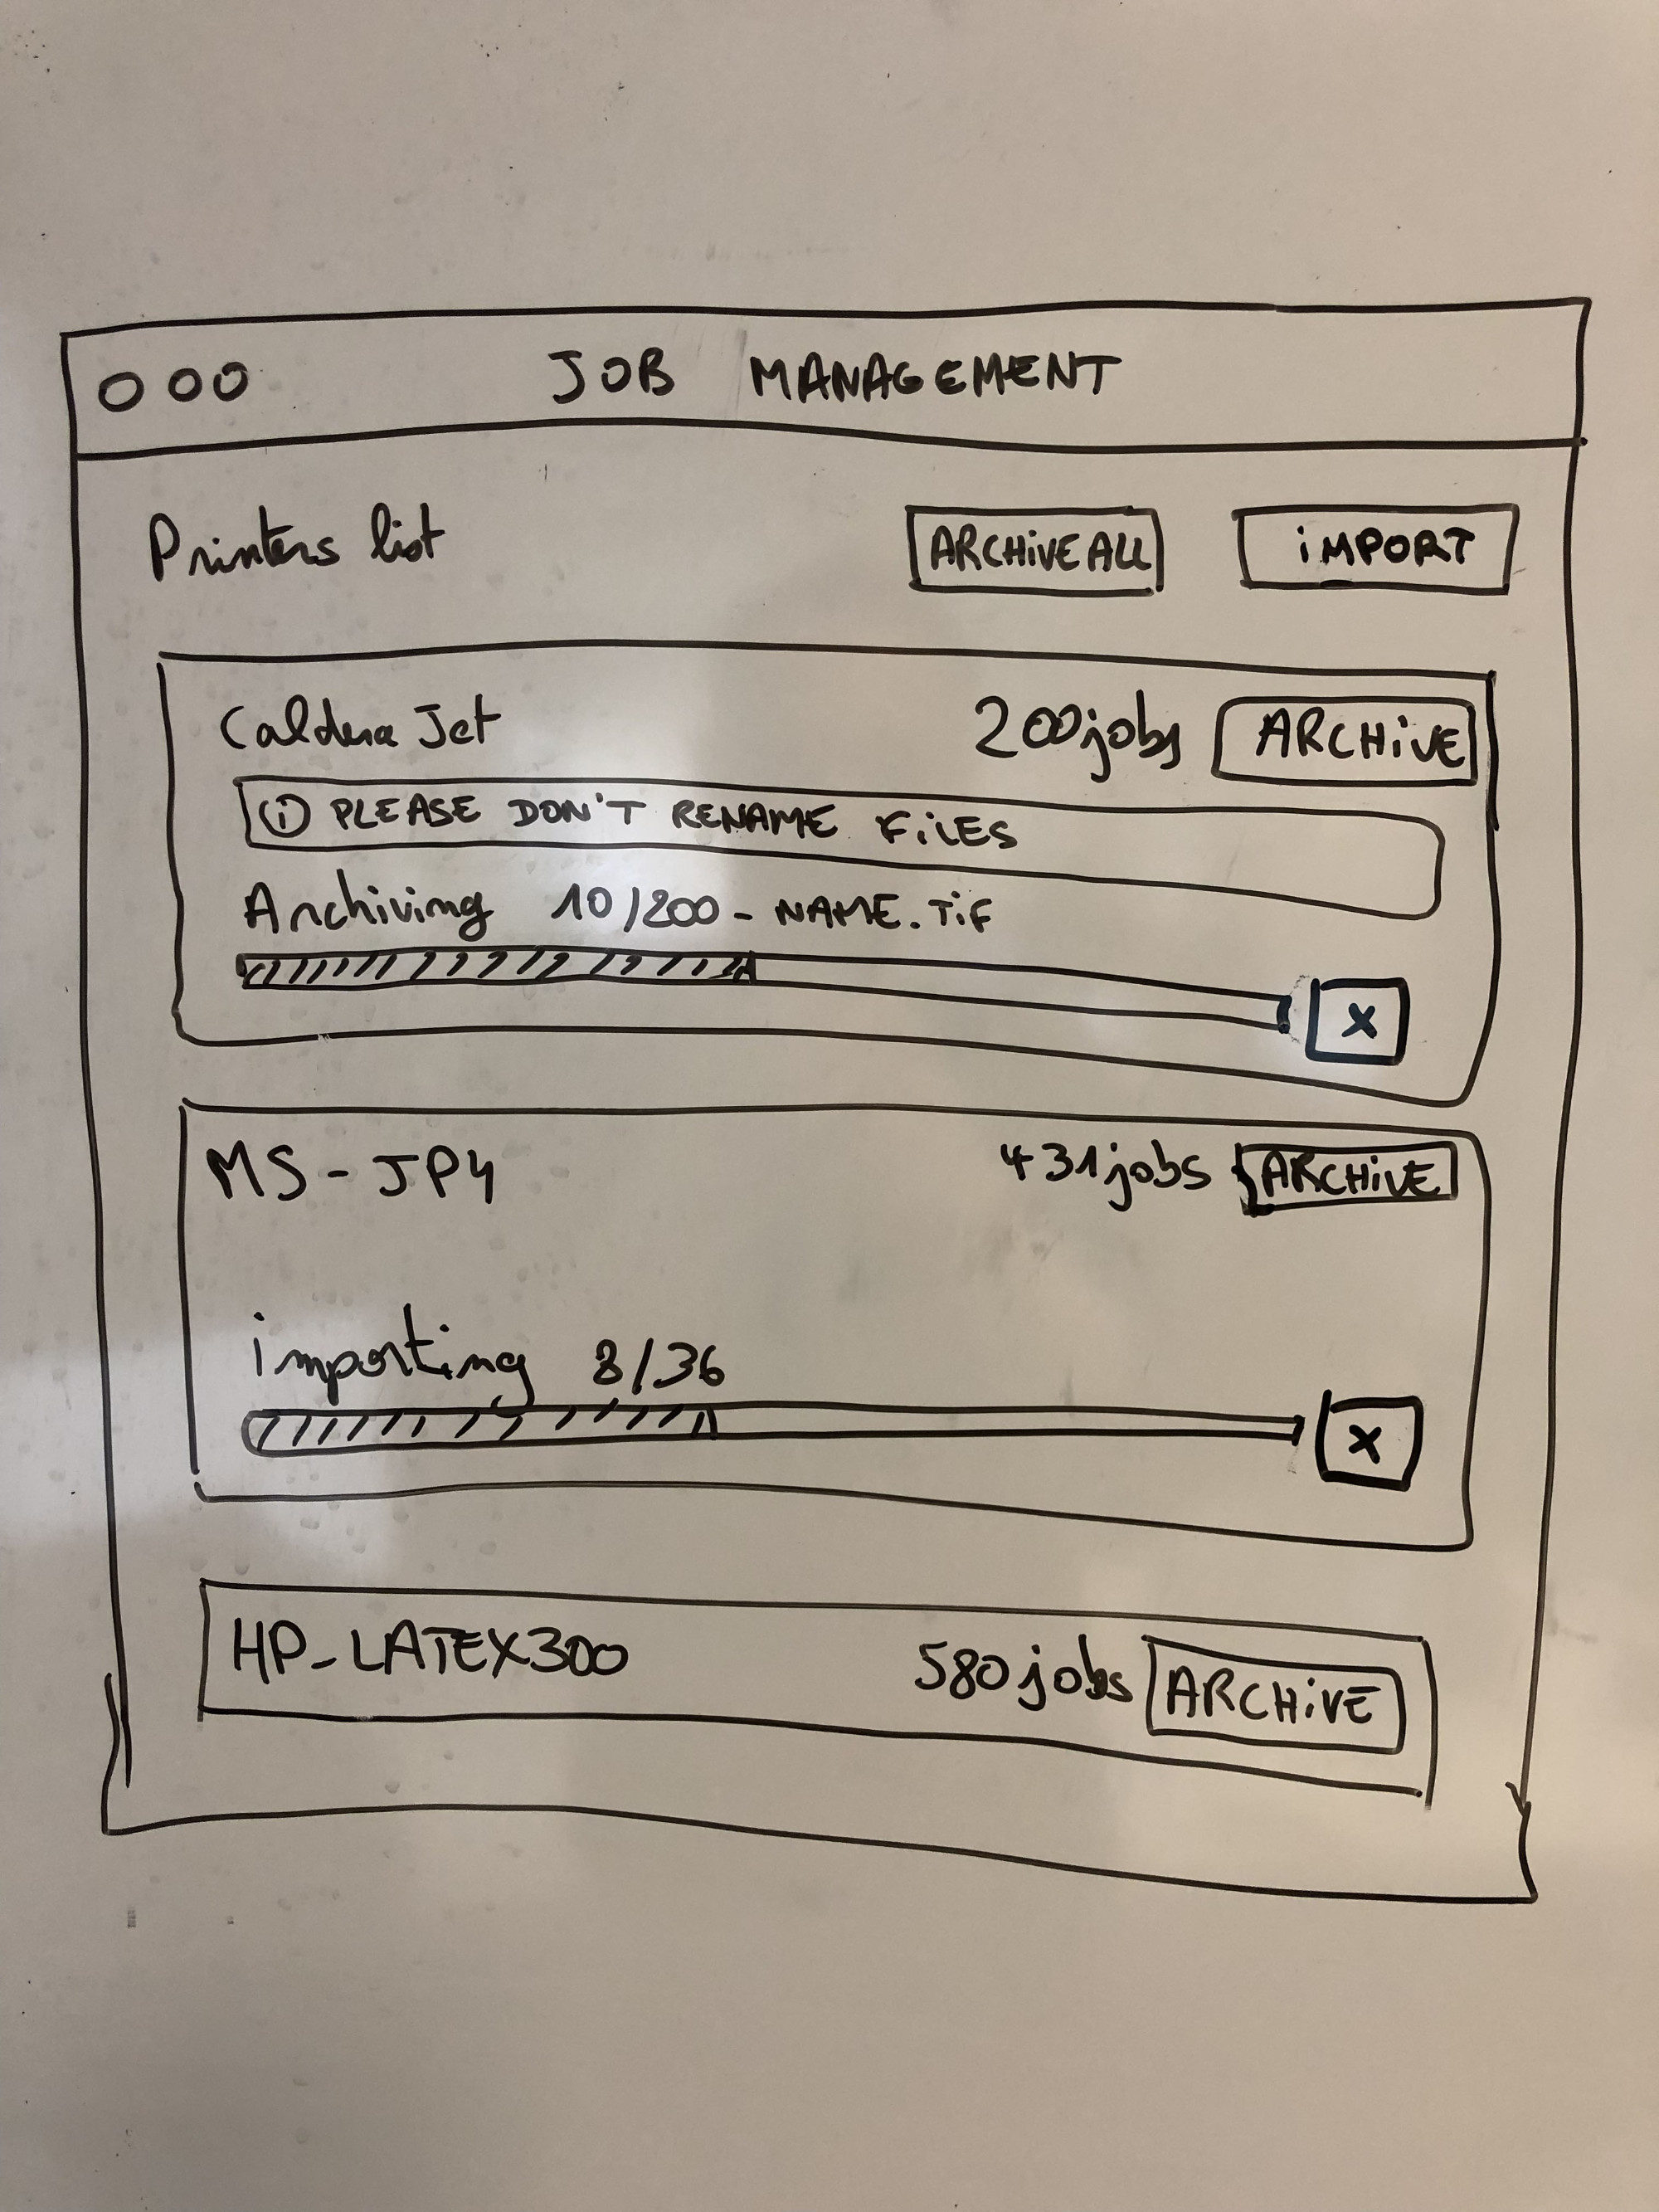 JOB MANAGEMENT
Printers list ARCHiVE ALL iMPORT
Caldera Jet 200 jobs ARCHiVE
i PLEASE DON'T RENAME FiLES
Archiving 10/200 - NAME.TiF
x
MS-JP4 431 jobs ARCHiVE
importing 8/36
x
HP_LATEX300 580 jobs ARCHiVE